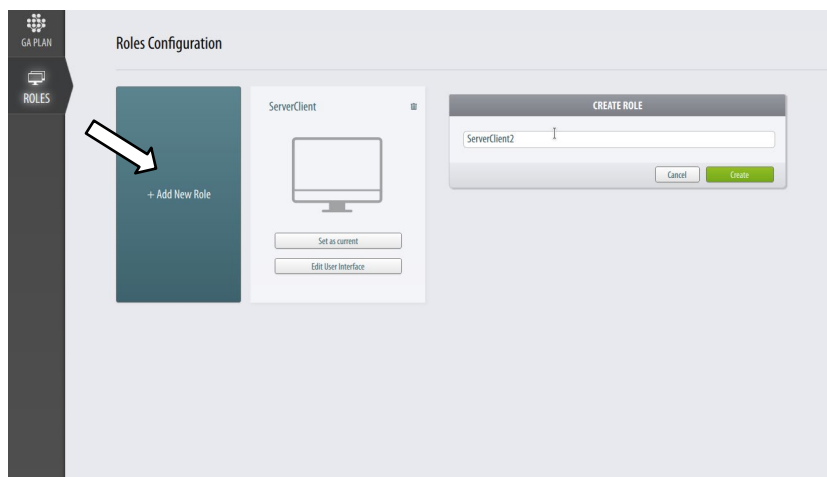 GA PLAN
ROLES
Roles Configuration
+ Add New Role
ServerClient
Set as current
Edit User Interface
CREATE ROLE
ServerClient2
Cancel
Create